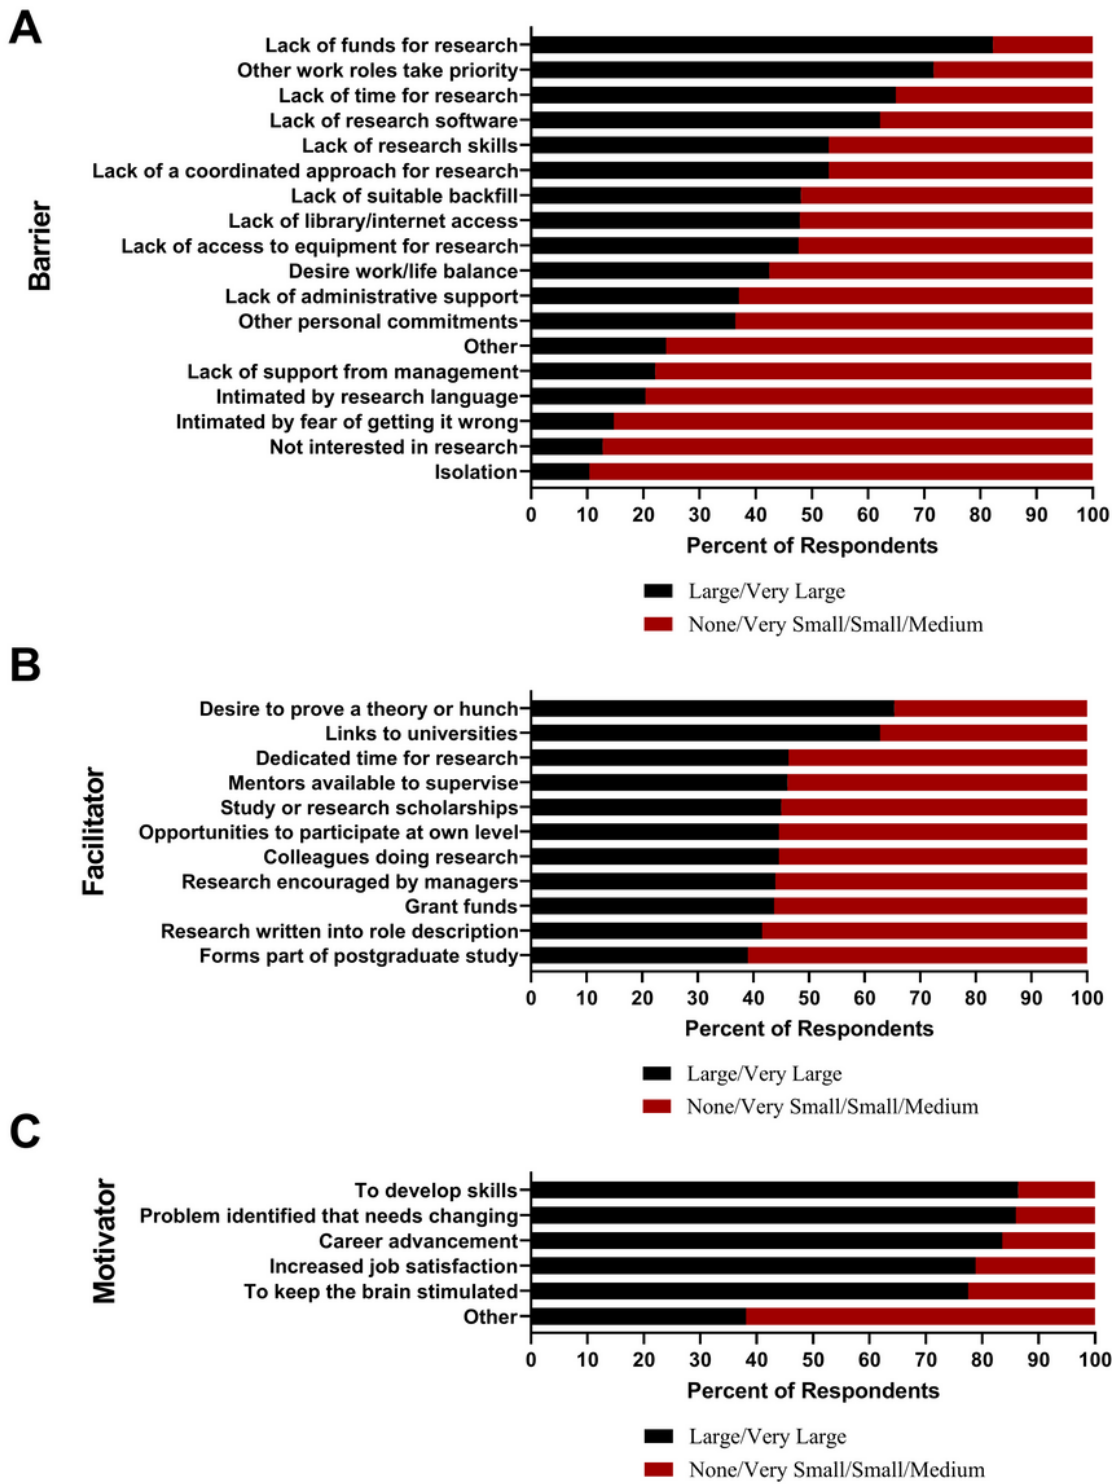 A
Barrier
Lack of funds for research
Other work roles take priority
Lack of time for research
Lack of research software
Lack of research skills
Lack of a coordinated approach for research
Lack of suitable backfill
Lack of library/internet access
Lack of access to equipment for research
Desire work/life balance
Lack of administrative support
Other personal commitments
Other
Lack of support from management
Intimated by research language
Intimated by fear of getting it wrong
Not interested in research
Isolation
0 10 20 30 40 50 60 70 80 90 100
Percent of Respondents
Large/Very Large
None/Very Small/Small/Medium
B
Facilitator
Desire to prove a theory or hunch
Links to universities
Dedicated time for research
Mentors available to supervise
Study or research scholarships
Opportunities to participate at own level
Colleagues doing research
Research encouraged by managers
Grant funds
Research written into role description
Forms part of postgraduate study
0 10 20 30 40 50 60 70 80 90 100
Percent of Respondents
Large/Very Large
None/Very Small/Small/Medium
C
Motivator
To develop skills
Problem identified that needs changing
Career advancement
Increased job satisfaction
To keep the brain stimulated
Other
0 10 20 30 40 50 60 70 80 90 100
Percent of Respondents
Large/Very Large
None/Very Small/Small/Medium